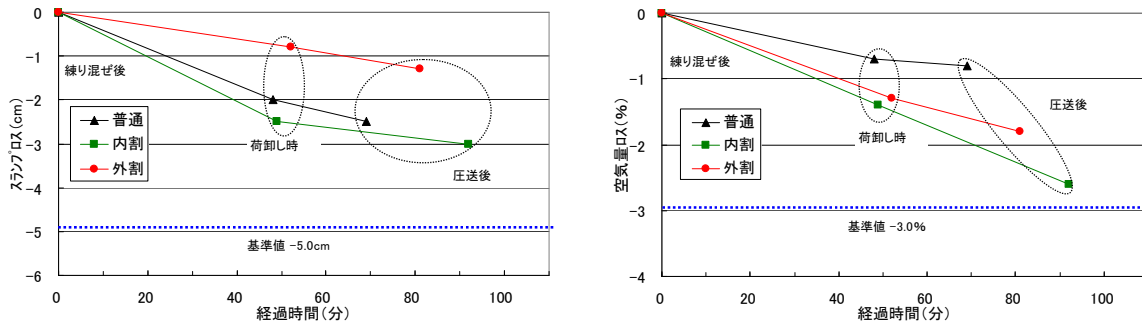 0
−1
−2
−3
−4
−5
−6
スランプロス(cm)
練り混ぜ後
荷卸し時
圧送後
普通
内割
外割
基準値 −5.0cm
0
20
40
60
80
100
経過時間(分)
0
−1
−2
−3
−4
空気量ロス(%)
練り混ぜ後
荷卸し時
圧送後
普通
内割
外割
基準値 −3.0%
0
20
40
60
80
100
経過時間(分)